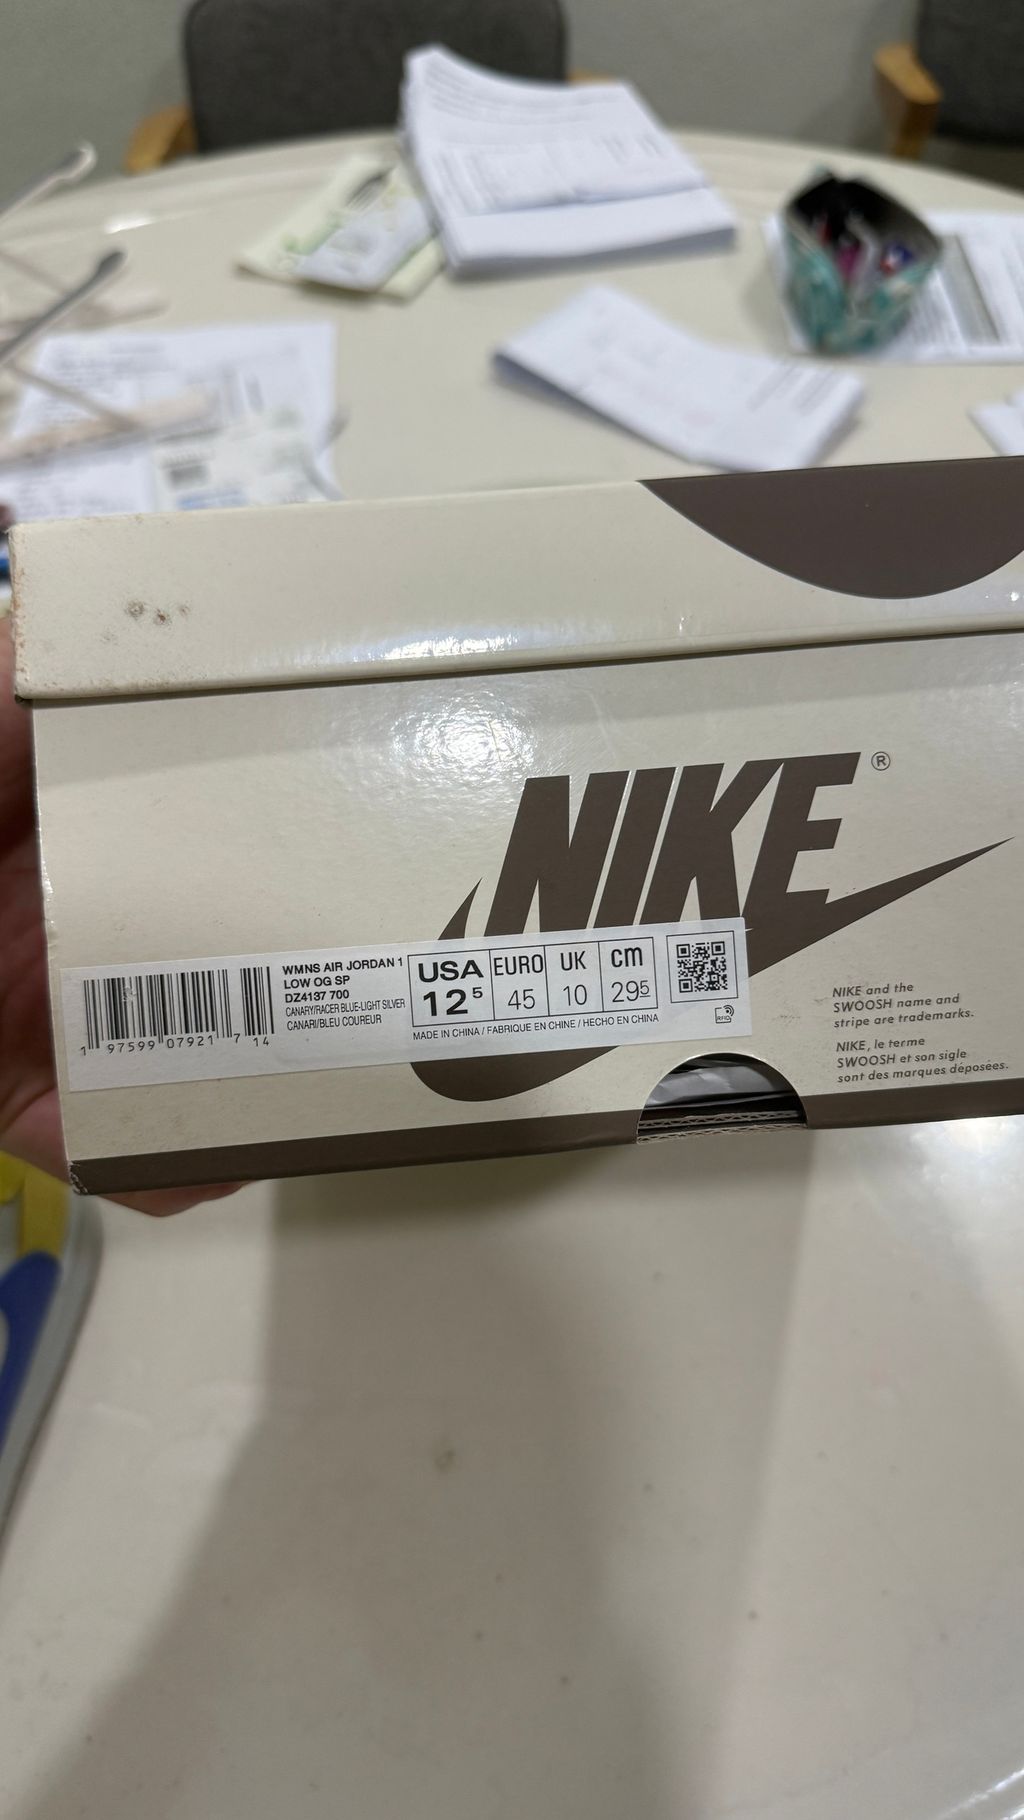 NIKE ®
WMNS AIR JORDAN 1
LOW OG SP
DZ4137 700
CANARY/RACER BLUE-LIGHT SILVER
CANARI/BLEU COUREUR
1 97599 07921 7 14
USA EURO UK cm
12⁵ 45 10 29⁵
MADE IN CHINA / FABRIQUE EN CHINE / HECHO EN CHINA
RFID
NIKE and the
SWOOSH name and
stripe are trademarks.
NIKE, le terme
SWOOSH et son sigle
sont des marques déposées.